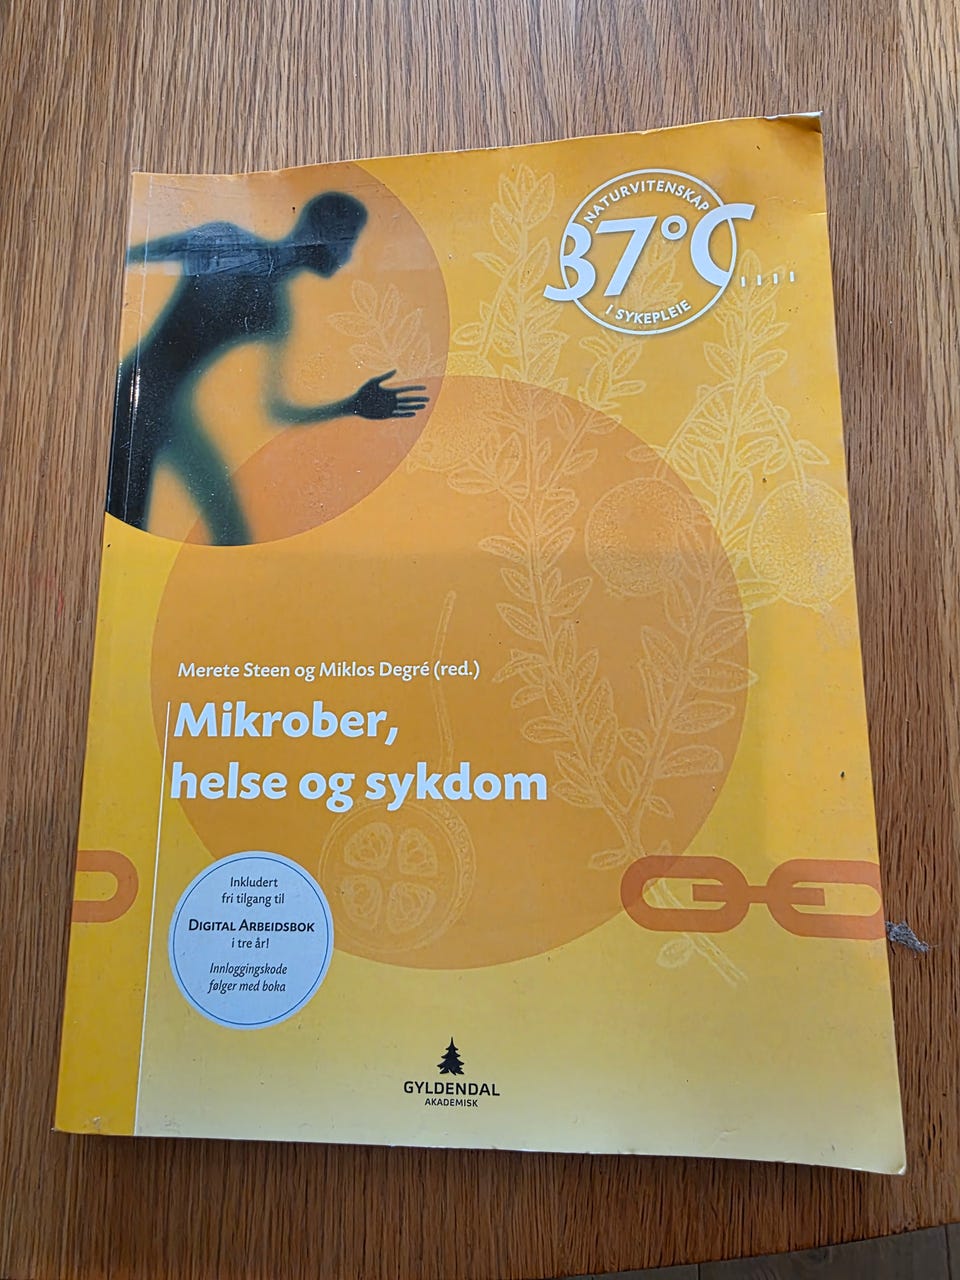 NATURVITENSKAP
37°C
I SYKEPLEIE
Merete Steen og Miklos Degré (red.)
Mikrober,
helse og sykdom
Inkludert
fri tilgang til
DIGITAL ARBEIDSBOK
i tre år!
Innloggingskode
følger med boka
GYLDENDAL
AKADEMISK